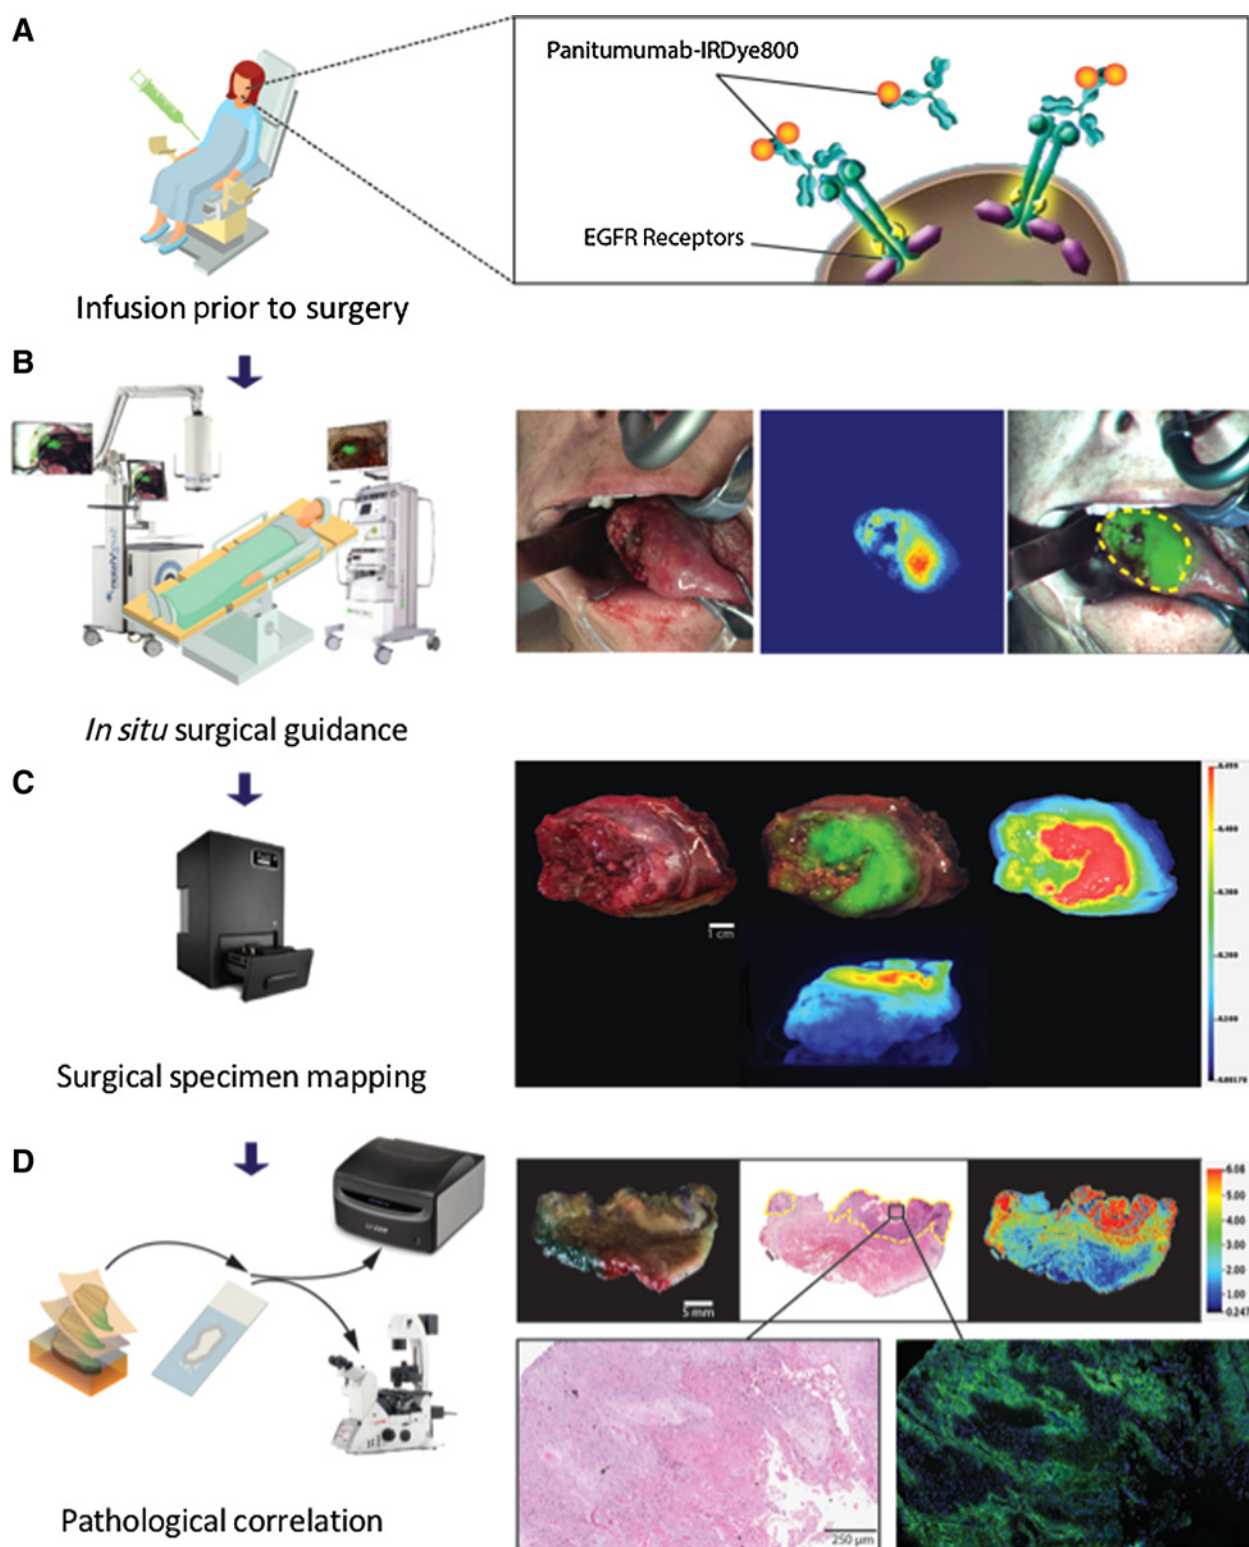 A
Panitumumab-IRDye800
EGFR Receptors
Infusion prior to surgery
B
In situ surgical guidance
C
1 cm
Surgical specimen mapping
D
5 mm
6.08
5.00
4.00
3.00
2.00
1.00
0.247
250 µm
Pathological correlation